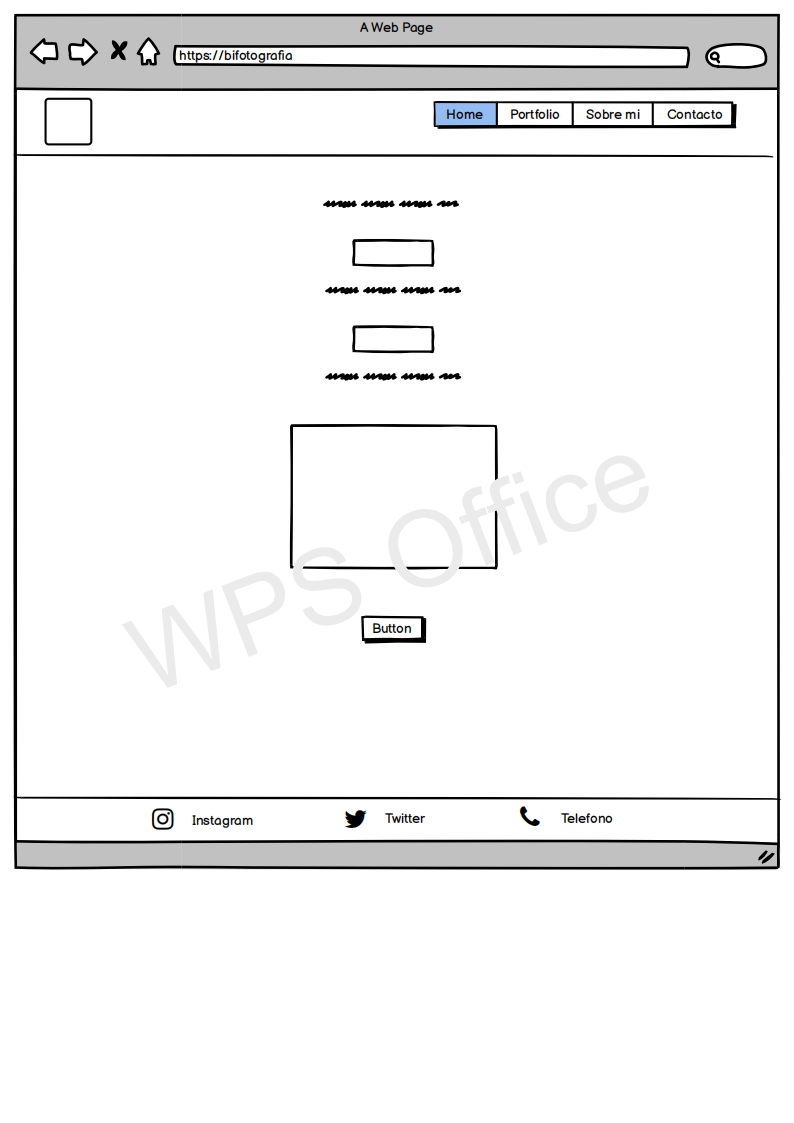 A Web Page
https://bifotografia
Home Portfolio Sobre mi Contacto
WPS Office
Button
Instagram Twitter Telefono